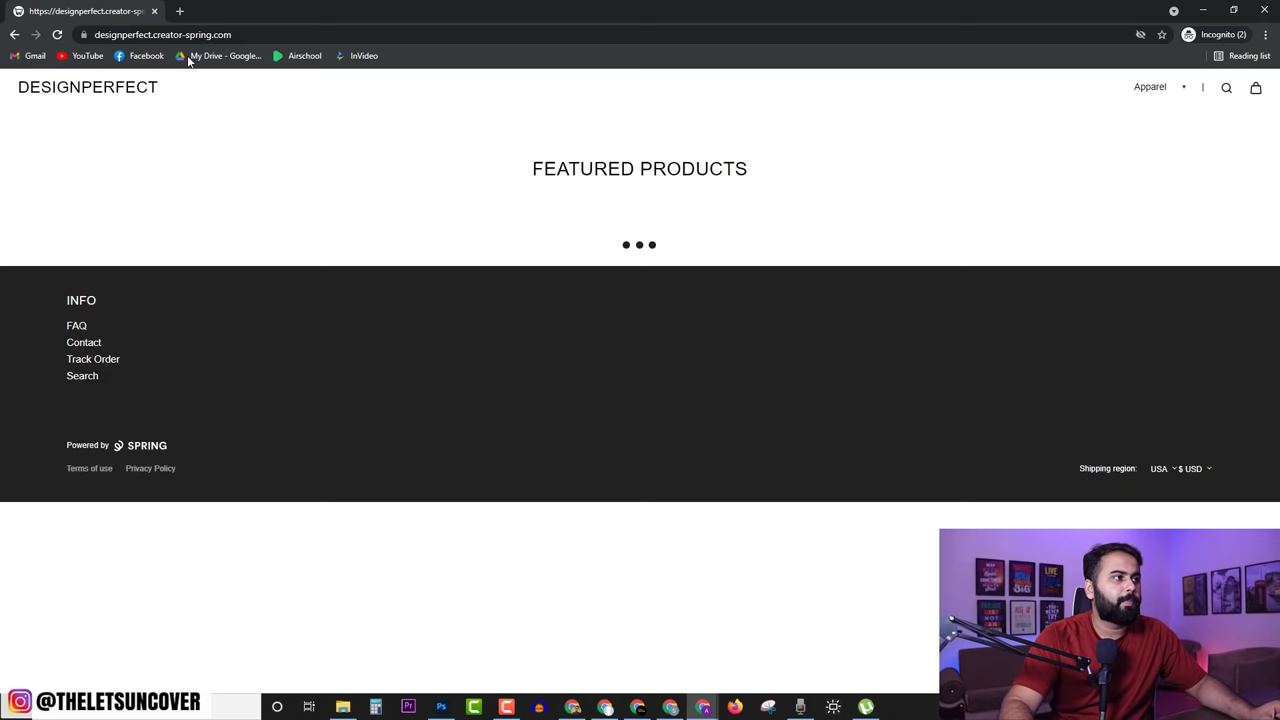 https://designperfect.creator-sp
designperfect.creator-spring.com
Incognito (2)
Gmail
YouTube
Facebook
My Drive - Google...
Airschool
InVideo
Reading list
DESIGNPERFECT
Apparel
FEATURED PRODUCTS
INFO
FAQ
Contact
Track Order
Search
Powered by SPRING
Terms of use
Privacy Policy
Shipping region:
USA
$ USD
@THELETSUNCOVER